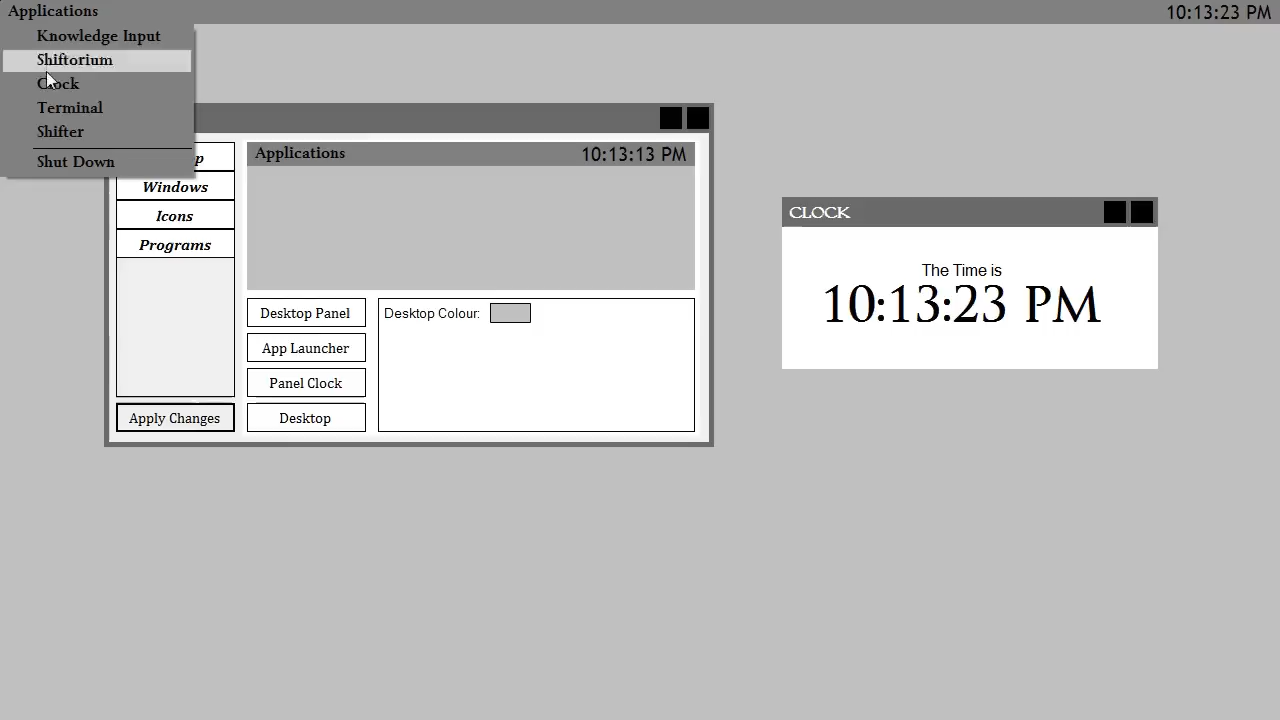 Applications
10:13:23 PM
Knowledge Input
Shiftorium
Clock
Terminal
Shifter
Shut Down
Windows
Icons
Programs
Apply Changes
Applications
10:13:13 PM
Desktop Panel
App Launcher
Panel Clock
Desktop
Desktop Colour:
CLOCK
The Time is
10:13:23 PM